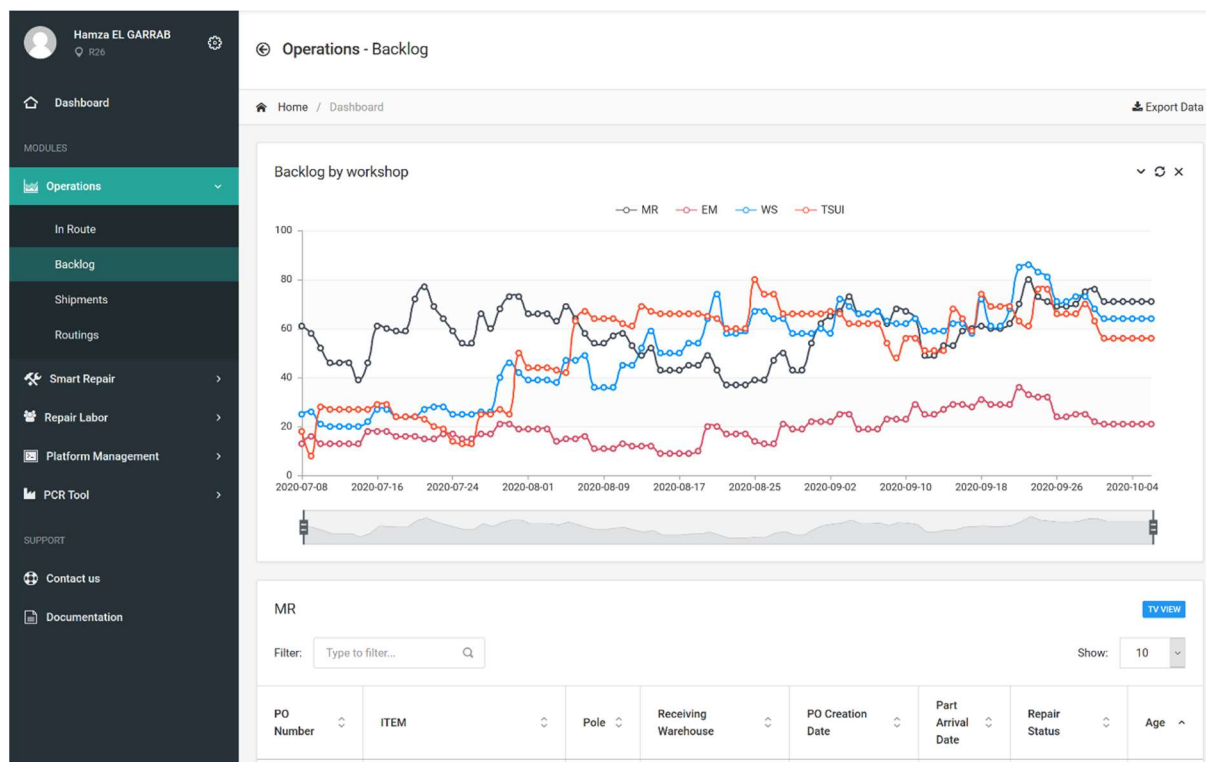 Hamza EL GARRAB
R26
Dashboard
MODULES
Operations
In Route
Backlog
Shipments
Routings
Smart Repair
Repair Labor
Platform Management
PCR Tool
SUPPORT
Contact us
Documentation
Operations - Backlog
Home / Dashboard
Export Data
Backlog by workshop
MR EM WS TSUI
100
80
60
40
20
0
2020-07-08 2020-07-16 2020-07-24 2020-08-01 2020-08-09 2020-08-17 2020-08-25 2020-09-02 2020-09-10 2020-09-18 2020-09-26 2020-10-04
MR
TV VIEW
Filter: Type to filter... Show: 10
PO
Number
ITEM
Pole
Receiving
Warehouse
PO Creation
Date
Part
Arrival
Date
Repair
Status
Age